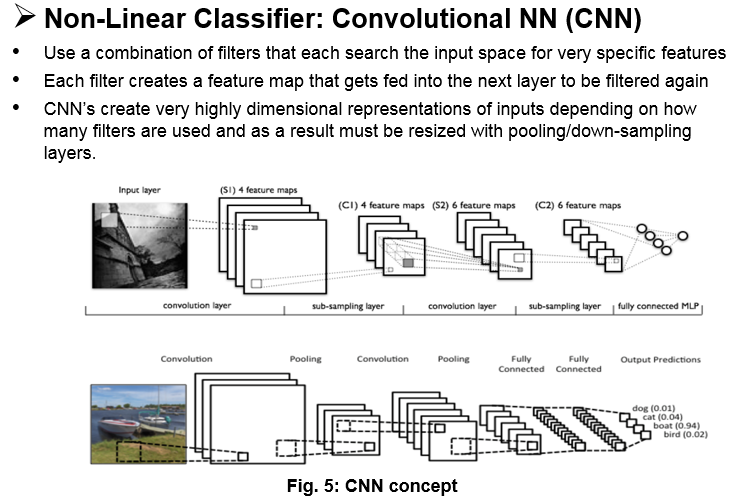 ➢ Non-Linear Classifier: Convolutional NN (CNN)
• Use a combination of filters that each search the input space for very specific features
• Each filter creates a feature map that gets fed into the next layer to be filtered again
• CNN's create very highly dimensional representations of inputs depending on how
many filters are used and as a result must be resized with pooling/down-sampling
layers.
Input layer
(S1) 4 feature maps
(C1) 4 feature maps
(S2) 6 feature maps
(C2) 6 feature maps
convolution layer
sub-sampling layer
convolution layer
sub-sampling layer
fully connected MLP
Convolution
Pooling
Convolution
Pooling
Fully
Connected
Fully
Connected
Output Predictions
dog (0.01)
cat (0.04)
boat (0.94)
bird (0.02)
Fig. 5: CNN concept